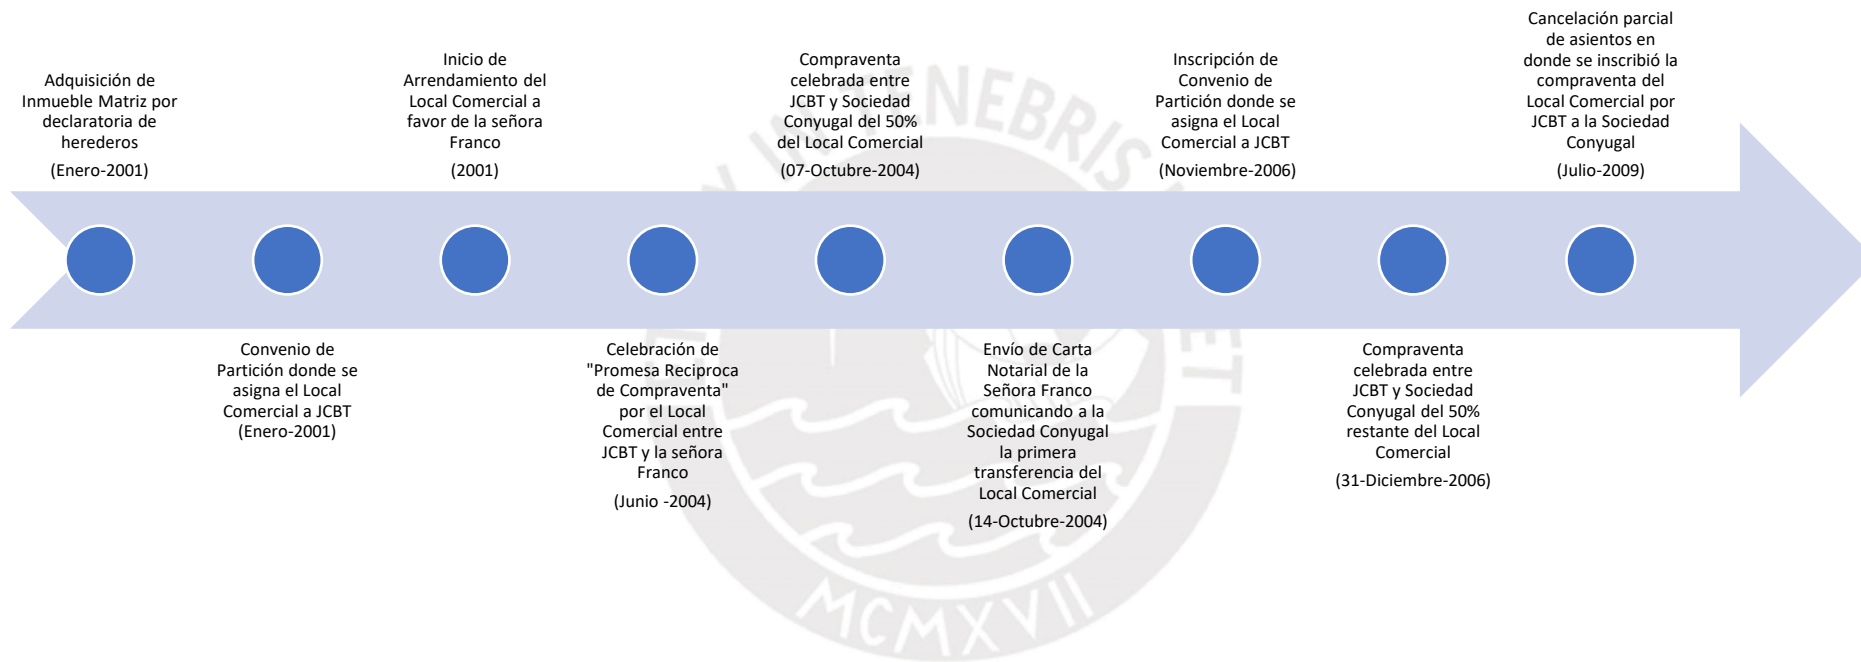 Adquisición de
Inmueble Matriz por
declaratoria de
herederos
(Enero-2001)
Convenio de
Partición donde se
asigna el Local
Comercial a JCBT
(Enero-2001)
Inicio de
Arrendamiento del
Local Comercial a
favor de la señora
Franco
(2001)
Celebración de
"Promesa Reciproca
de Compraventa"
por el Local
Comercial entre
JCBT y la señora
Franco
(Junio -2004)
Compraventa
celebrada entre
JCBT y Sociedad
Conyugal del 50%
del Local Comercial
(07-Octubre-2004)
Envío de Carta
Notarial de la
Señora Franco
comunicando a la
Sociedad Conyugal
la primera
transferencia del
Local Comercial
(14-Octubre-2004)
Inscripción de
Convenio de
Partición donde se
asigna el Local
Comercial a JCBT
(Noviembre-2006)
Compraventa
celebrada entre
JCBT y Sociedad
Conyugal del 50%
restante del Local
Comercial
(31-Diciembre-2006)
Cancelación parcial
de asientos en
donde se inscribió la
compraventa del
Local Comercial por
JCBT a la Sociedad
Conyugal
(Julio-2009)
IN TENEBRIS
MCMXVII